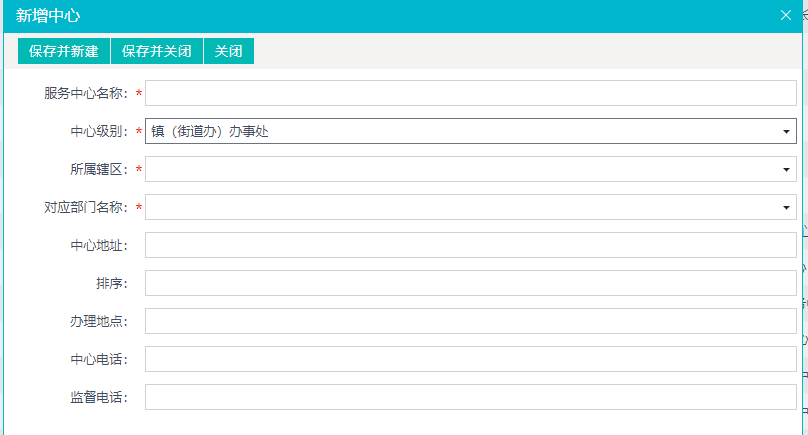 新增中心
保存并新建 保存并关闭 关闭
服务中心名称: *
中心级别: * 镇（街道办）办事处
所属辖区: *
对应部门名称: *
中心地址:
排序:
办理地点:
中心电话:
监督电话: